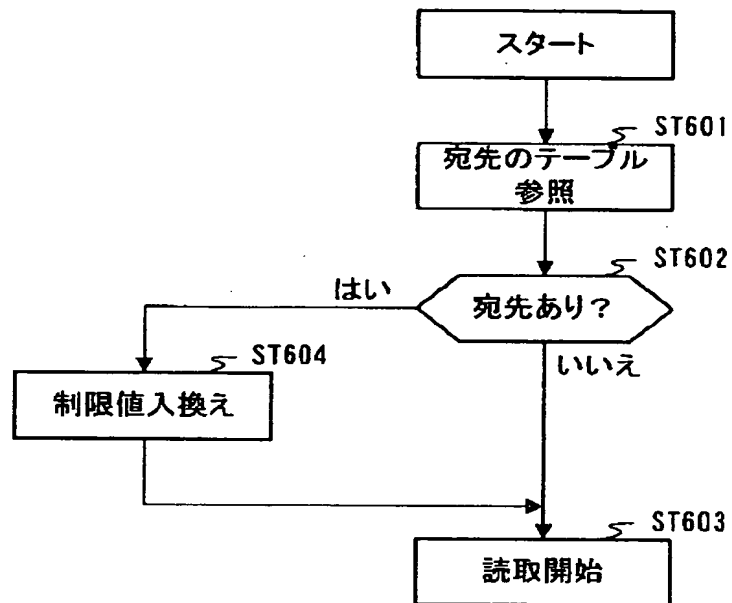 スタート
ST601
宛先のテーブル
参照
ST602
宛先あり?
はい
いいえ
ST604
制限値入換え
ST603
読取開始